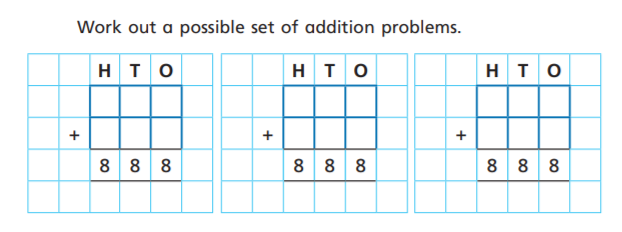 Work out a possible set of addition problems.
H T O H T O H T O
+ + +
8 8 8 8 8 8 8 8 8